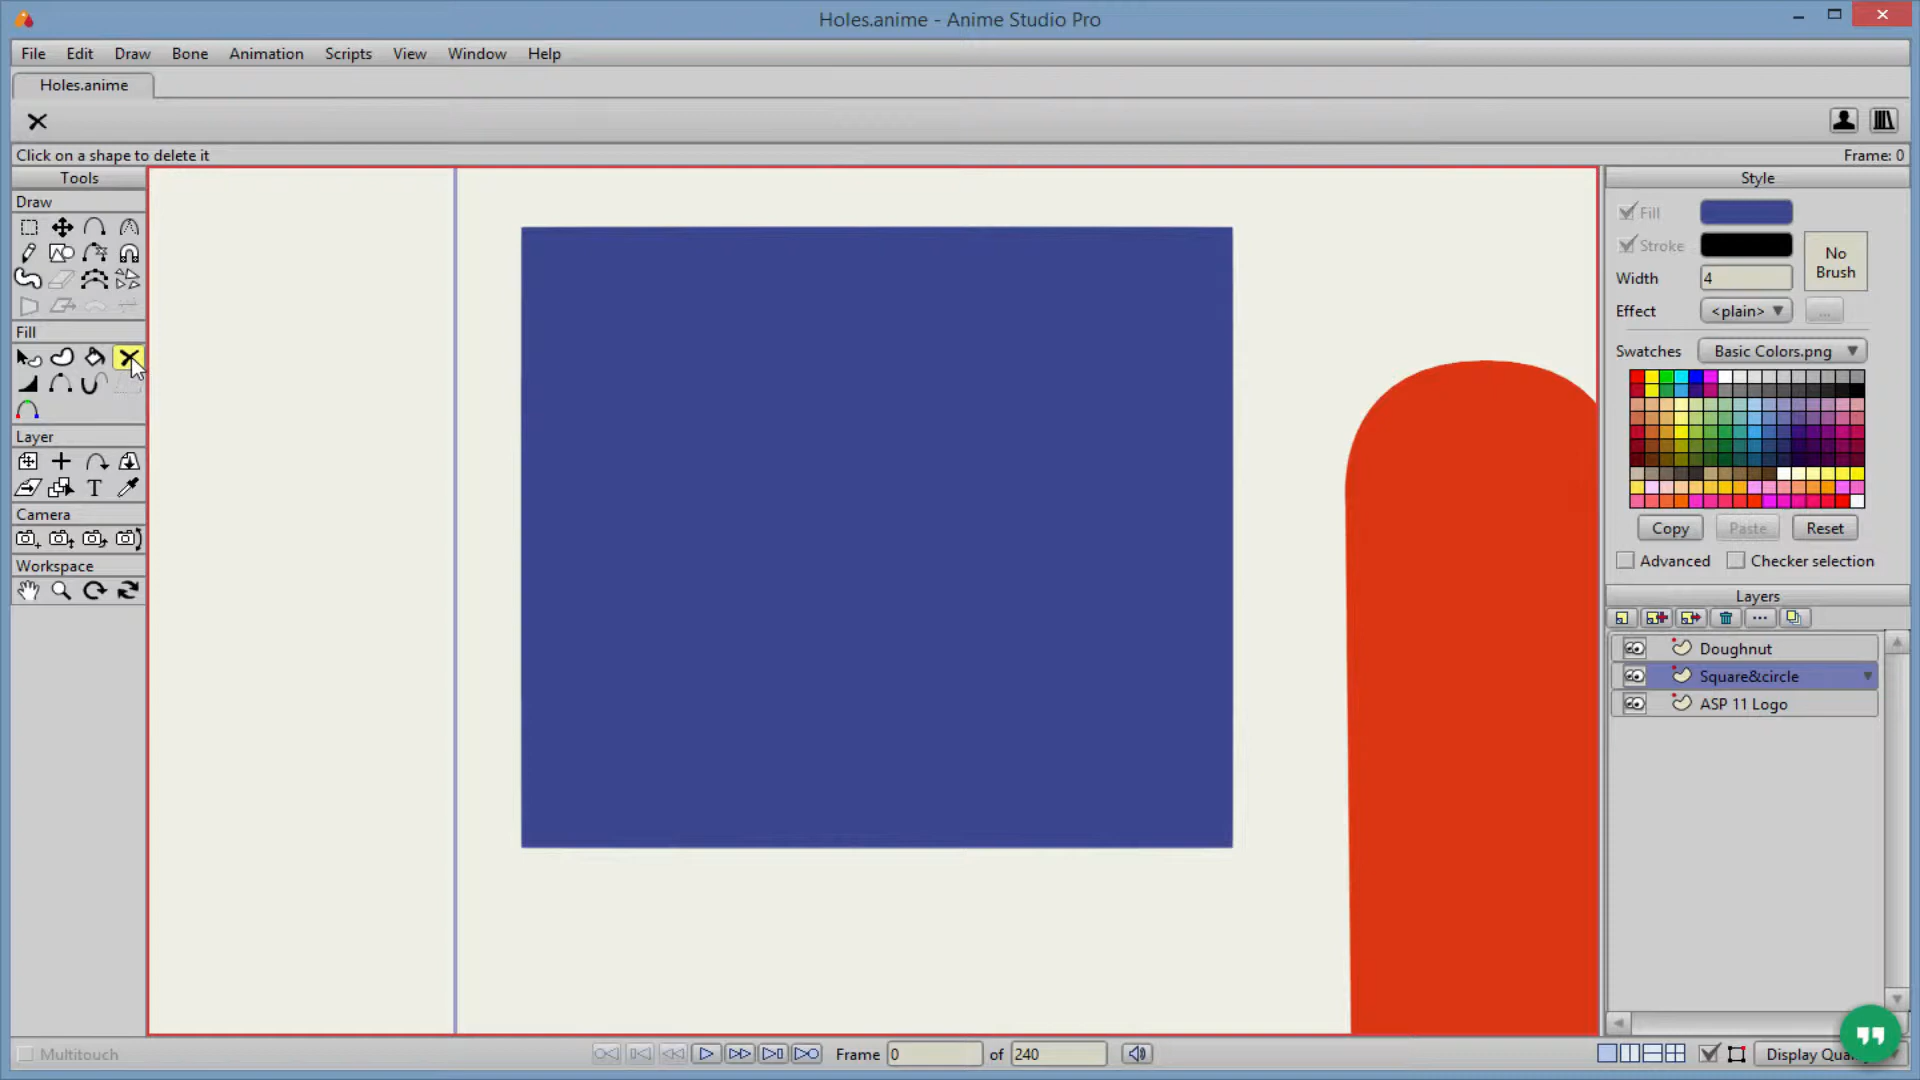 Holes.anime - Anime Studio Pro
File Edit Draw Bone Animation Scripts View Window Help
Holes.anime
Click on a shape to delete it
Frame: 0
Tools
Draw
Fill
Layer
T
Camera
Workspace
Style
Fill
Stroke
No
Brush
Width 4
Effect <plain> ...
Swatches Basic Colors.png
Copy Paste Reset
Advanced Checker selection
Layers
Doughnut
Square&circle
ASP 11 Logo
Multitouch
Frame 0 of 240
Display